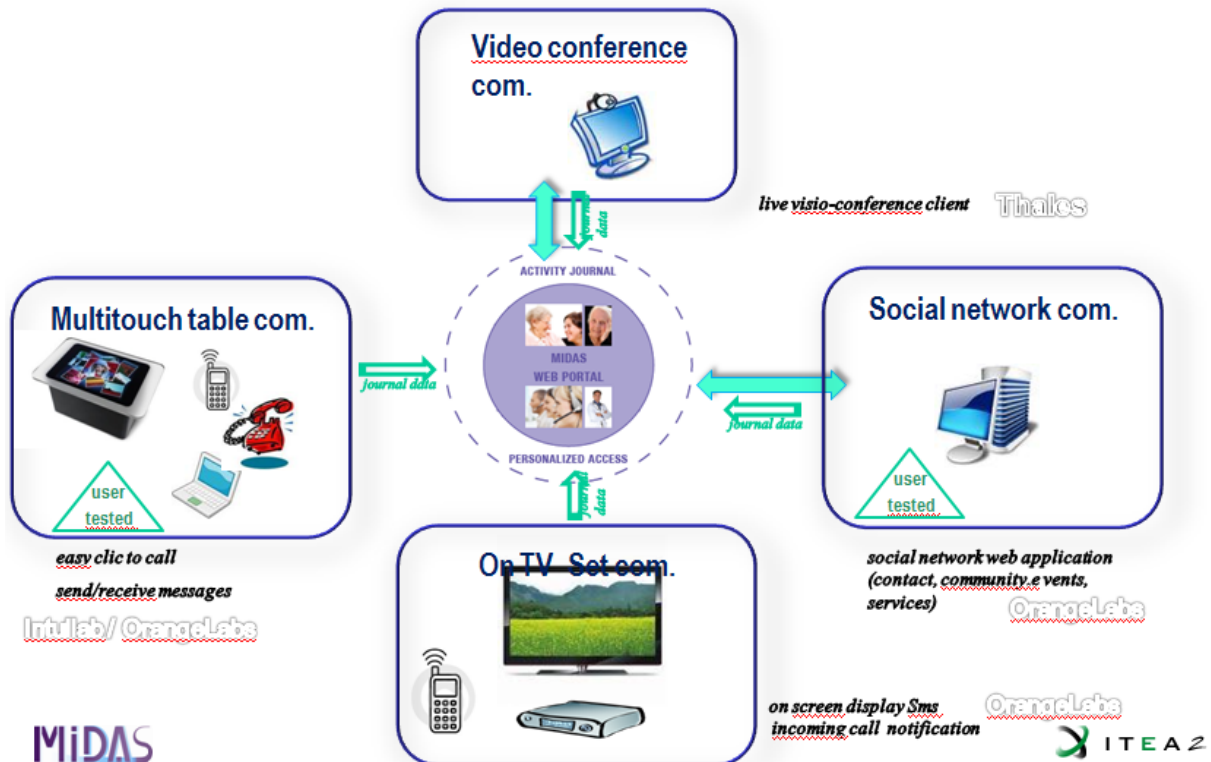 Video conference
com.
live visio-conference client
Thales
journal
data
ACTIVITY JOURNAL
MIDAS
WEB PORTAL
PERSONALIZED ACCESS
Multitouch table com.
user
tested
journal data
easy clic to call
send/receive messages
Intuilab/ OrangeLabs
Social network com.
user
tested
journal data
social network web application
(contact, community.e vents,
services)
OrangeLabs
journal
data
On TV Set com.
on screen display Sms
incoming call notification
OrangeLabs
MiDAS
ITEA2